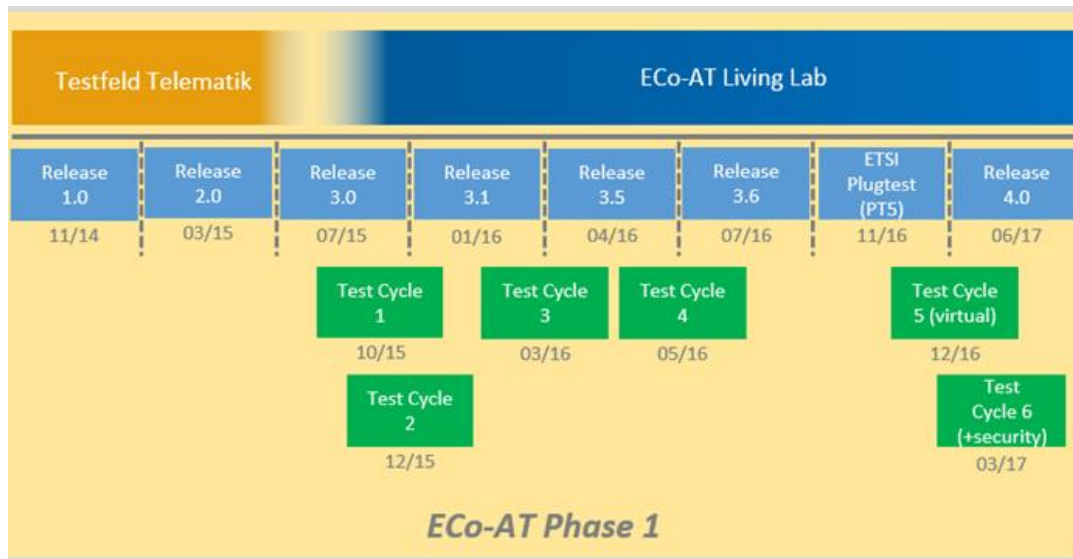 Testfeld Telematik
ECo-AT Living Lab
Release
1.0
Release
2.0
Release
3.0
Release
3.1
Release
3.5
Release
3.6
ETSI
Plugtest
(PT5)
Release
4.0
11/14
03/15
07/15
01/16
04/16
07/16
11/16
06/17
Test Cycle
1
Test Cycle
3
Test Cycle
4
Test Cycle
5 (virtual)
10/15
03/16
05/16
12/16
Test Cycle
2
Test
Cycle 6
(+security)
12/15
03/17
ECo-AT Phase 1